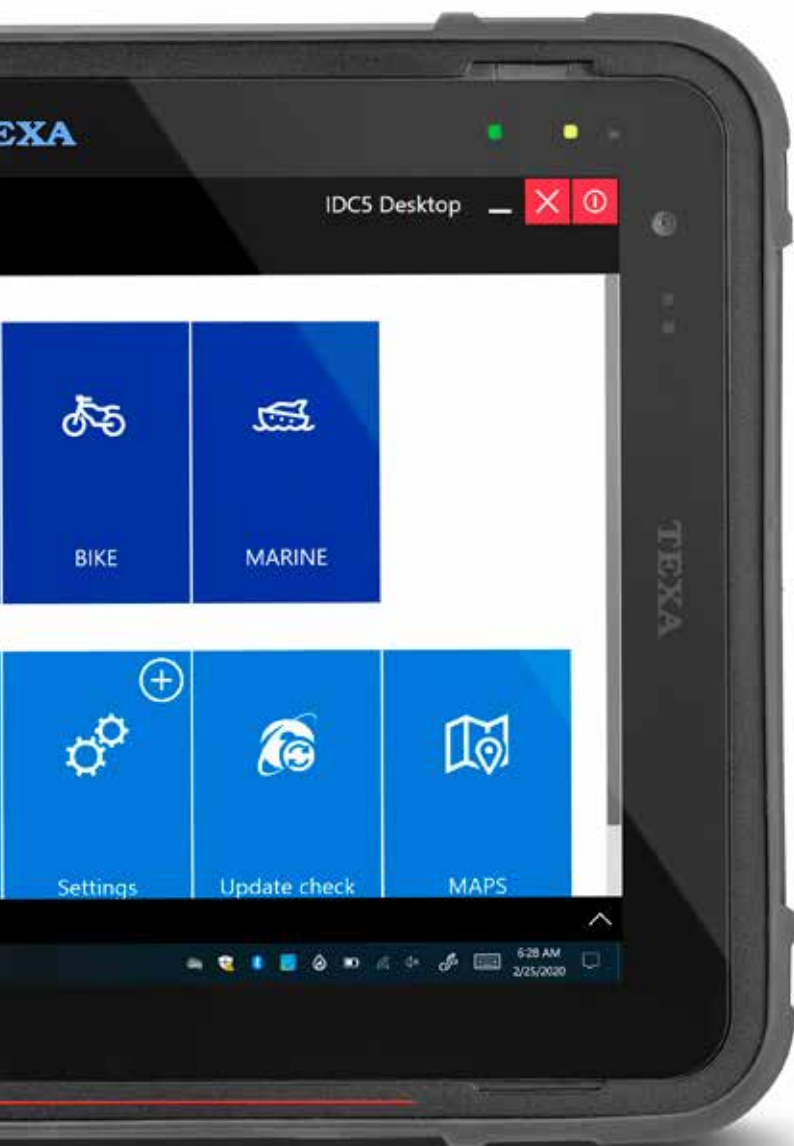 EXA
IDC5 Desktop
BIKE
MARINE
TEXA
Settings
Update check
MAPS
6:28 AM
2/25/2020